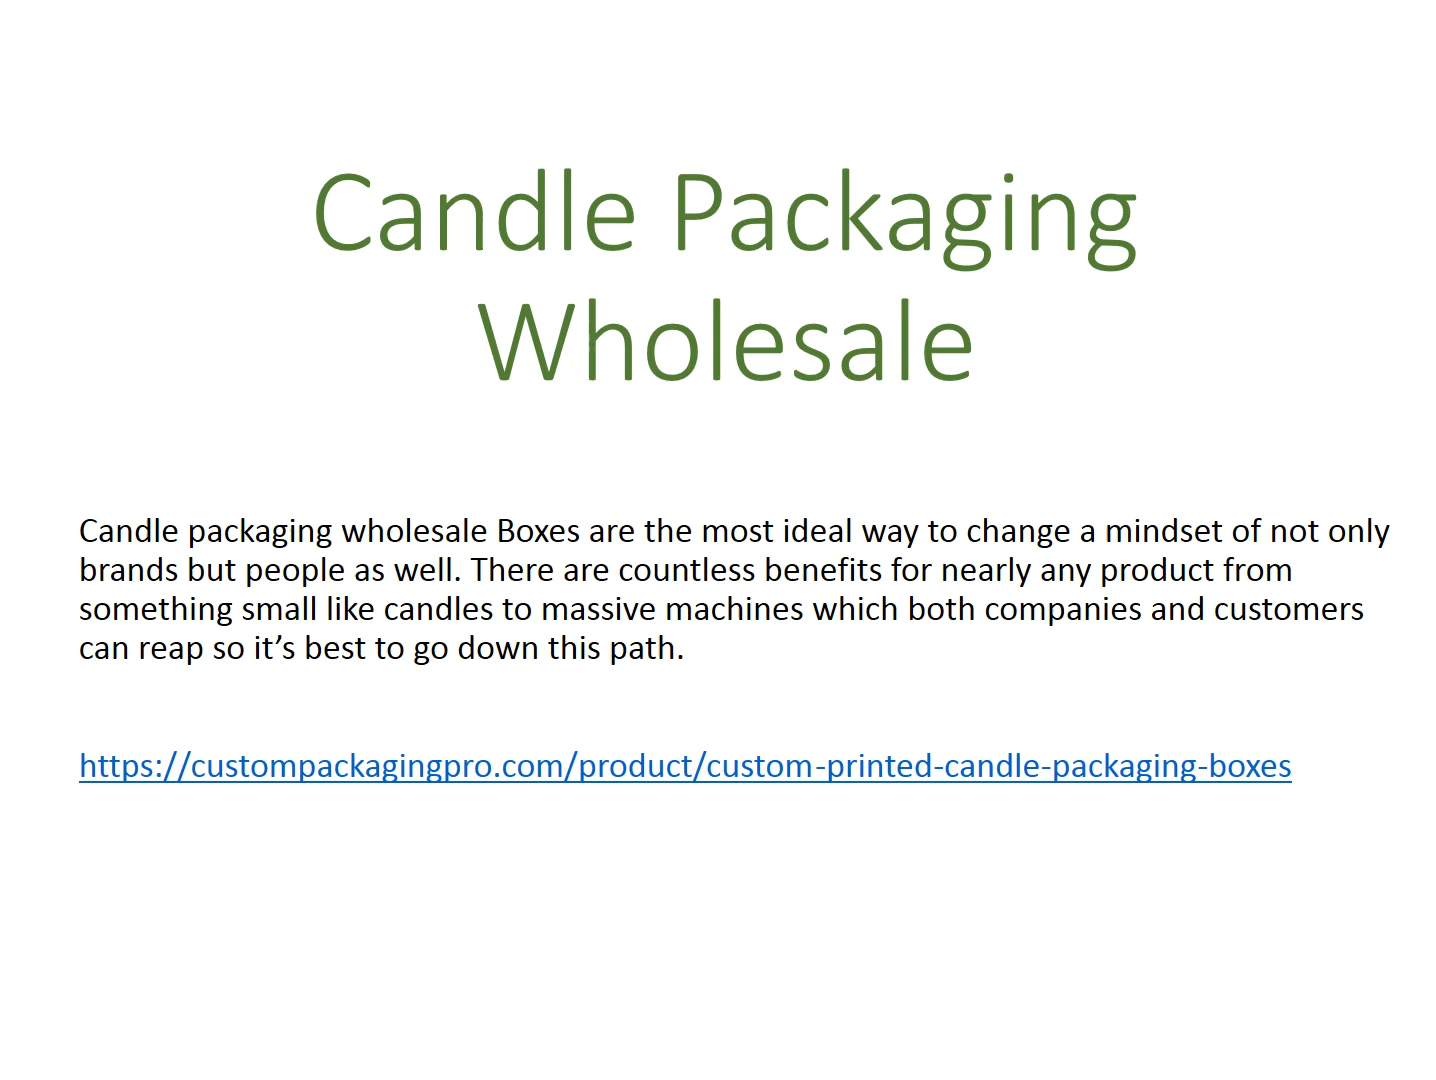 Candle Packaging
Wholesale
Candle packaging wholesale Boxes are the most ideal way to change a mindset of not only
brands but people as well. There are countless benefits for nearly any product from
something small like candles to massive machines which both companies and customers
can reap so it’s best to go down this path.
https://custompackagingpro.com/product/custom-printed-candle-packaging-boxes